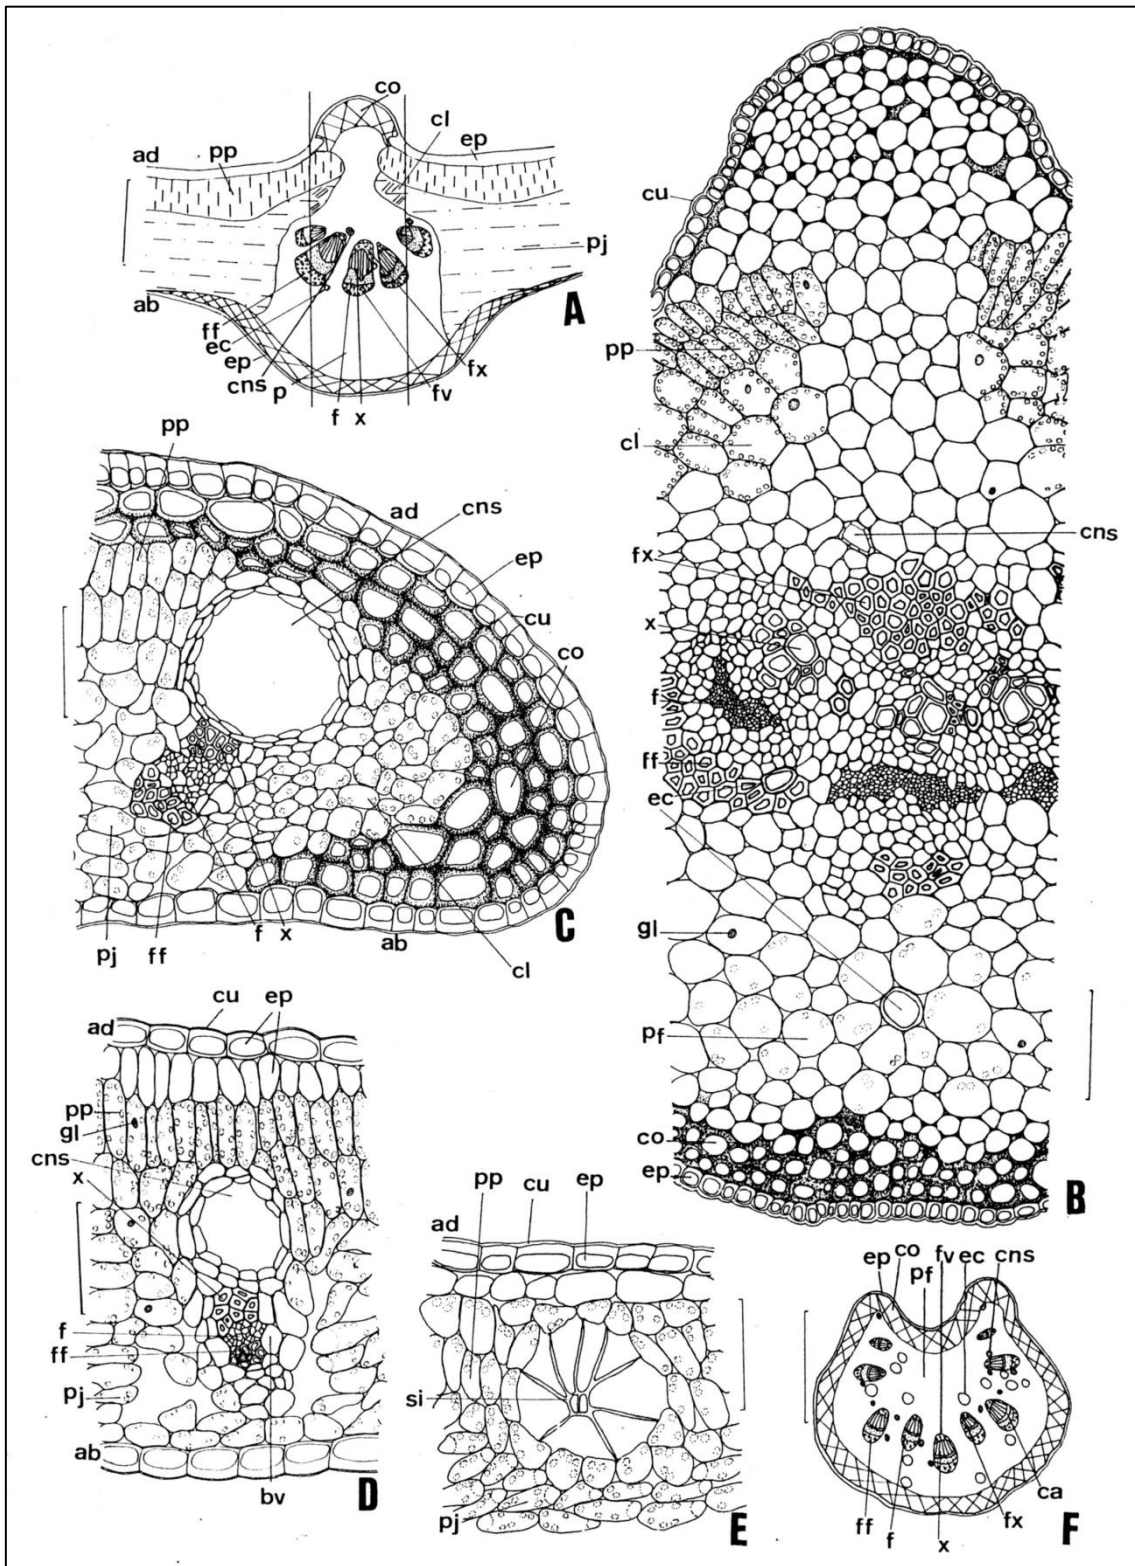 co
cl
ad pp ep
pj
ab
A
ff
ec
ep
cns
p
f x fv fx
cu
pp
cl
cns
fx
x
f
ff
ec
gl
pf
co
ep
B
pp
ad cns
ep
cu
co
C
pj ff f x ab cl
cu ep
ad
pp
gl
cns
x
f
ff
pj
ab
bv
D
pp cu ep
ad
si
pj
E
ep co pf fv ec cns
ff f x fx ca
F